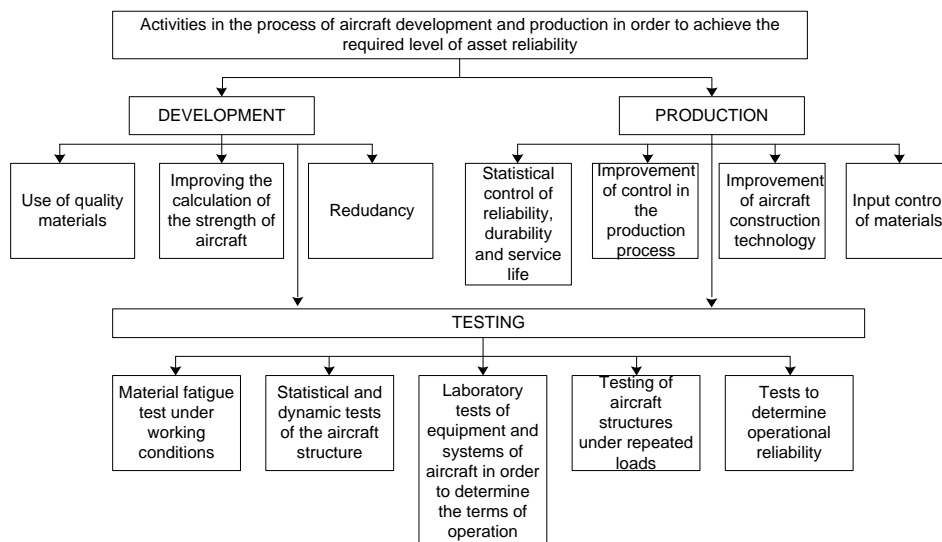 Activities in the process of aircraft development and production in order to achieve the
required level of asset reliability
DEVELOPMENT
PRODUCTION
Use of quality
materials
Improving the
calculation of
the strength of
aircraft
Redudancy
Statistical
control of
reliability,
durability
and service
life
Improvement
of control in
the
production
process
Improvement
of aircraft
construction
technology
Input control
of materials
TESTING
Material fatigue
test under
working
conditions
Statistical and
dynamic tests
of the aircraft
structure
Laboratory
tests of
equipment and
systems of
aircraft in order
to determine
the terms of
operation
Testing of
aircraft
structures
under repeated
loads
Tests to
determine
operational
reliability